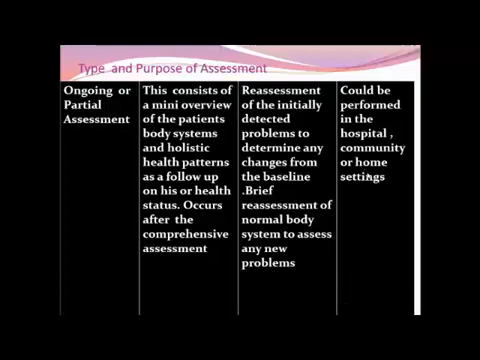 Type and Purpose of Assessment
Ongoing or
Partial
Assessment
This consists of
a mini overview
of the patients
body systems
and holistic
health patterns
as a follow up
on his or health
status. Occurs
after the
comprehensive
assessment
Reassessment
of the initially
detected
problems to
determine any
changes from
the baseline
.Brief
reassessment of
normal body
system to assess
any new
problems
Could be
performed
in the
hospital ,
community
or home
settings